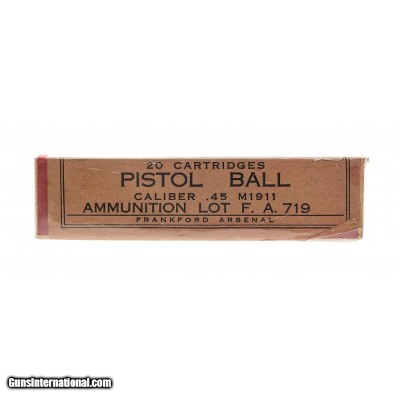 20 CARTRIDGES
PISTOL BALL
CALIBER .45 M1911
AMMUNITION LOT F. A. 719
FRANKFORD ARSENAL
GunsInternational.com